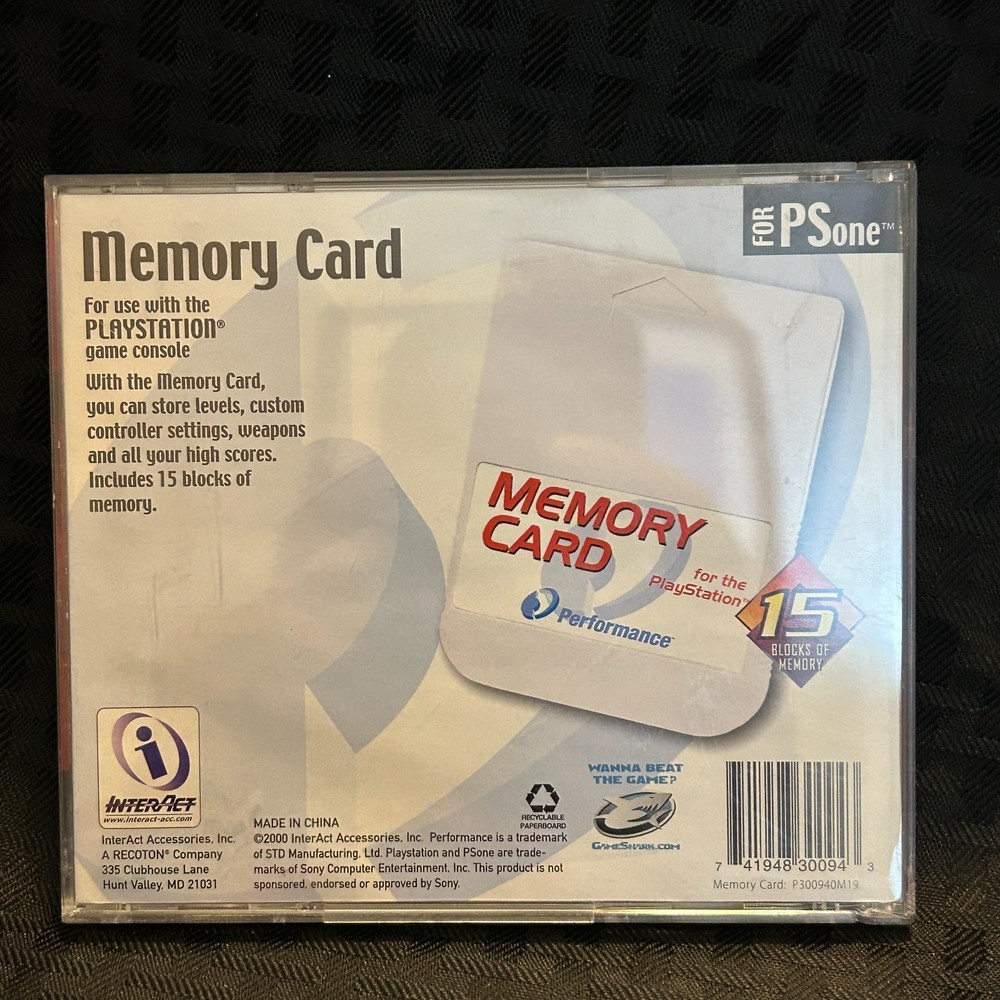 FOR PSone™
Memory Card
For use with the
PLAYSTATION®
game console
With the Memory Card,
you can store levels, custom
controller settings, weapons
and all your high scores.
Includes 15 blocks of
memory.
MEMORY
CARD
for the
PlayStation™
Performance™
15
BLOCKS OF
MEMORY
i
INTERACT
www.interact-acc.com
InterAct Accessories, Inc.
A RECOTON® Company
335 Clubhouse Lane
Hunt Valley, MD 21031
MADE IN CHINA
©2000 InterAct Accessories, Inc. Performance is a trademark
of STD Manufacturing, Ltd. Playstation and PSone are trade-
marks of Sony Computer Entertainment, Inc. This product is not
sponsored, endorsed or approved by Sony.
RECYCLABLE
PAPERBOARD
WANNA BEAT
THE GAME?
GAMESHARK.COM
7 41948 30094 3
Memory Card: P300940M19